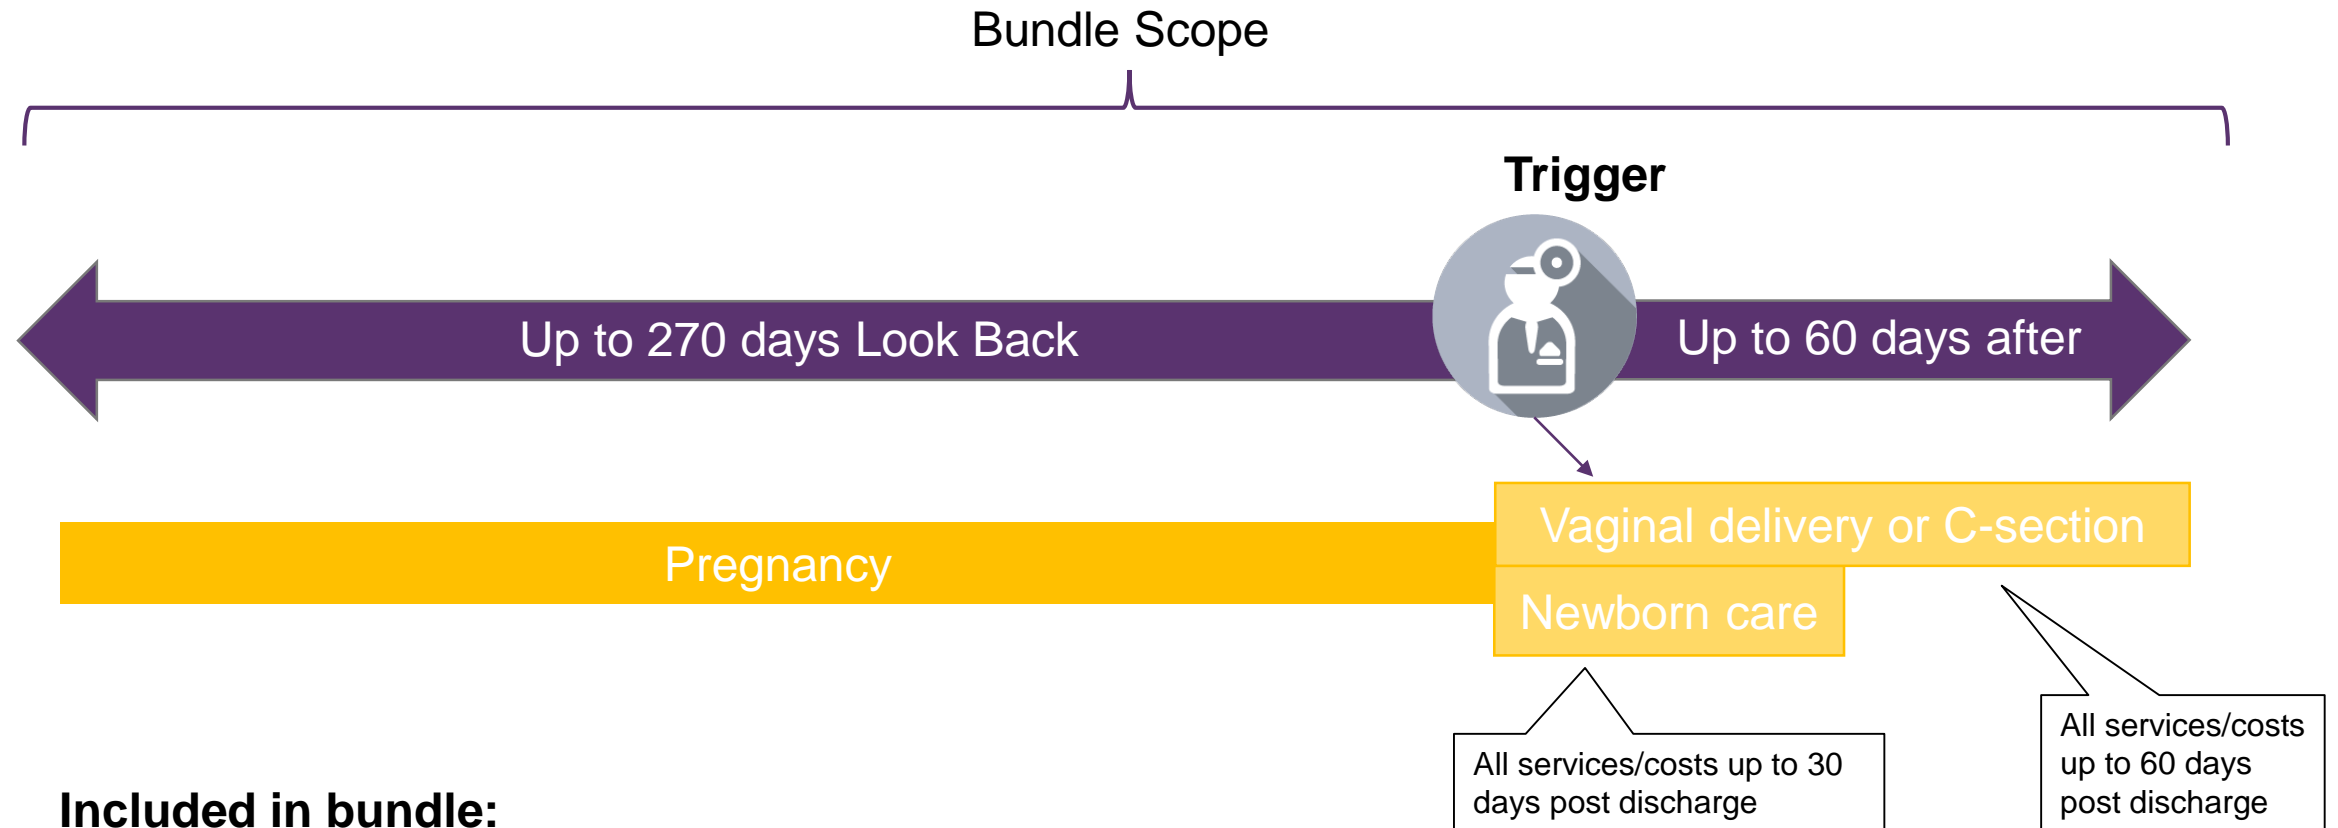 Bundle Scope
Trigger
Up to 270 days Look Back
Up to 60 days after
Vaginal delivery or C-section
Pregnancy
Newborn care
All services/costs up to 30
days post discharge
All services/costs
up to 60 days
post discharge
Included in bundle: